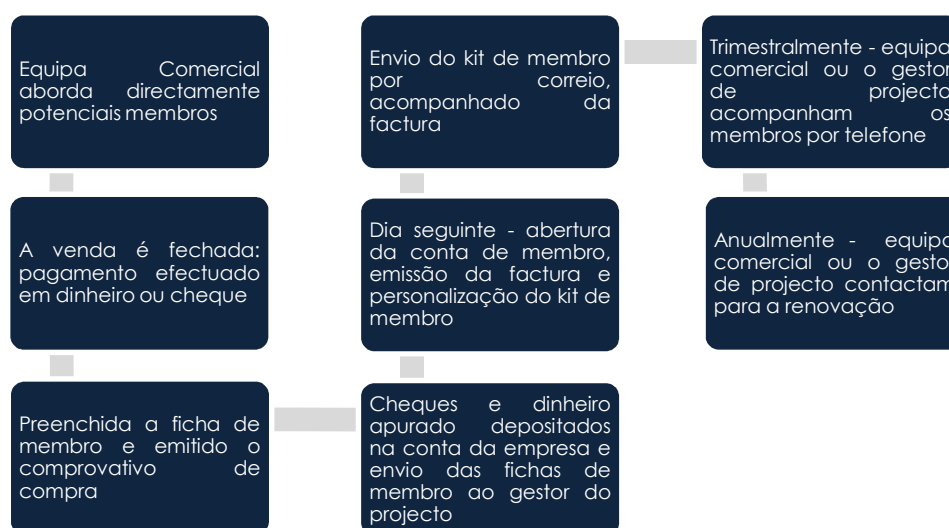 Equipa Comercial
aborda directamente
potenciais membros
A venda é fechada:
pagamento efectuado
em dinheiro ou cheque
Preenchida a ficha de
membro e emitido o
comprovativo de
compra
Cheques e dinheiro
apurado depositados
na conta da empresa e
envio das fichas de
membro ao gestor do
projecto
Dia seguinte - abertura
da conta de membro,
emissão da factura e
personalização do kit de
membro
Envio do kit de membro
por correio,
acompanhado da
factura
Trimestralmente - equipa
comercial ou o gestor
de projecto
acompanham os
membros por telefone
Anualmente - equipa
comercial ou o gestor
de projecto contactam
para a renovação